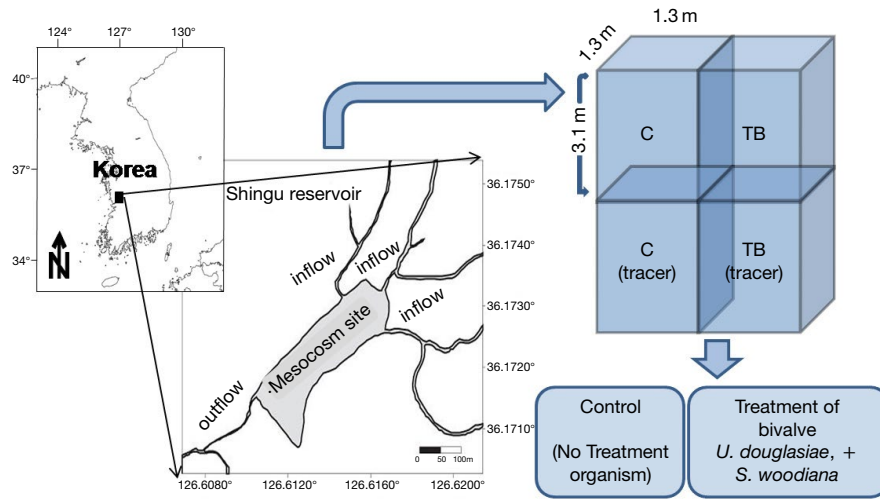 124°
127°
130°
40°
37°
34°
Korea
N
Shingu reservoir
inflow
inflow
inflow
Mesocosm site
outflow
36.1750°
36.1740°
36.1730°
36.1720°
36.1710°
0 50 100m
126.6080°
126.6120°
126.6160°
126.6200°
1.3 m
1.3 m
3.1 m
C
TB
C
(tracer)
TB
(tracer)
Control
(No Treatment
organism)
Treatment of
bivalve
U. douglasiae, +
S. woodiana